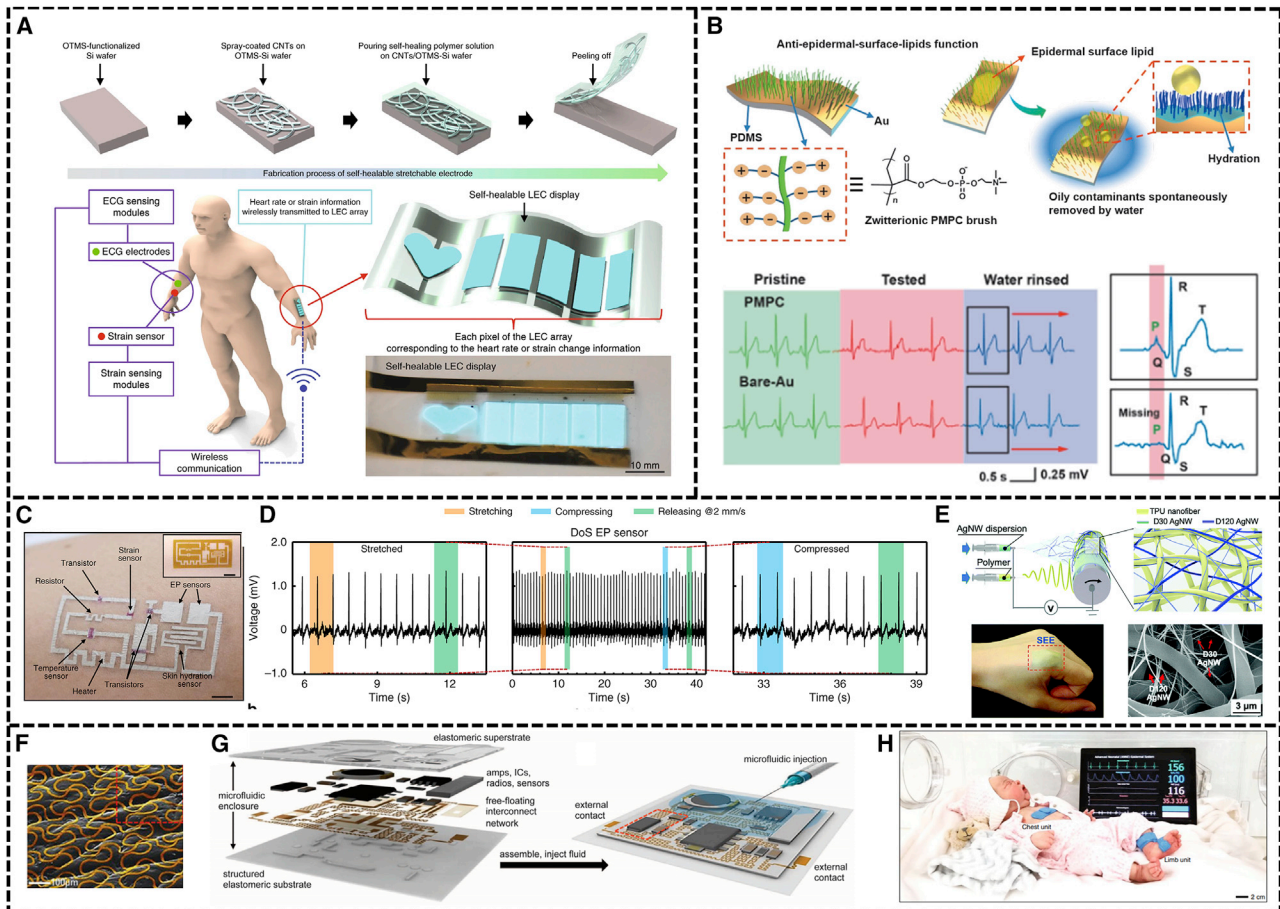 A
OTMS-functionalized
Si wafer
Spray-coated CNTs on
OTMS-Si wafer
Pouring self-healing polymer solution
on CNTs/OTMS-Si wafer
Peeling off
Fabrication process of self-healable stretchable electrode
ECG sensing
modules
ECG electrodes
Strain sensor
Strain sensing
modules
Wireless
communication
Heart rate or strain information
wirelessly transmitted to LEC array
Self-healable LEC display
Each pixel of the LEC array
corresponding to the heart rate or strain change information
Self-healable LEC display
10 mm
B
Anti-epidermal-surface-lipids function
PDMS
Au
Epidermal surface lipid
Hydration
Oily contaminants spontaneously
removed by water
Zwitterionic PMPC brush
O
O
O
O
P
O⁻
O
O
NMe₃
n
Pristine
Tested
Water rinsed
PMPC
Bare-Au
0.5 s
0.25 mV
P
Q
R
S
T
Missing
P
Q
R
S
T
C
Strain
sensor
Transistor
Resistor
EP sensors
Temperature
sensor
Heater
Transistors
Skin hydration
sensor
D
Stretching
Compressing
Releasing @2 mm/s
DoS EP sensor
Voltage (mV)
2.0
1.0
0
–1.0
Stretched
6
9
12
Time (s)
0
10
20
30
40
Time (s)
Compressed
33
36
39
Time (s)
E
TPU nanofiber
D30 AgNW
D120 AgNW
AgNW dispersion
Polymer
V
SEE
D30
AgNW
D120
AgNW
3 μm
F
100μm
G
elastomeric superstrate
amps, ICs,
radios, sensors
microfluidic
enclosure
free-floating
interconnect
network
structured
elastomeric substrate
assemble, inject fluid
microfluidic injection
external
contact
external
contact
H
156
100
116
35.3 33.6
Chest unit
Limb unit
2 cm